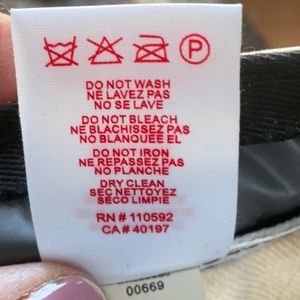 P
DO NOT WASH
NE LAVEZ PAS
NO SE LAVE
DO NOT BLEACH
NE BLACHISSEZ PAS
NO BLANQUEE EL
DO NOT IRON
NE REPASSEZ PAS
NO PLANCHE
DRY CLEAN
SEC NETTOYEZ
SECO LIMPIE
RN # 110592
CA # 40197
00669